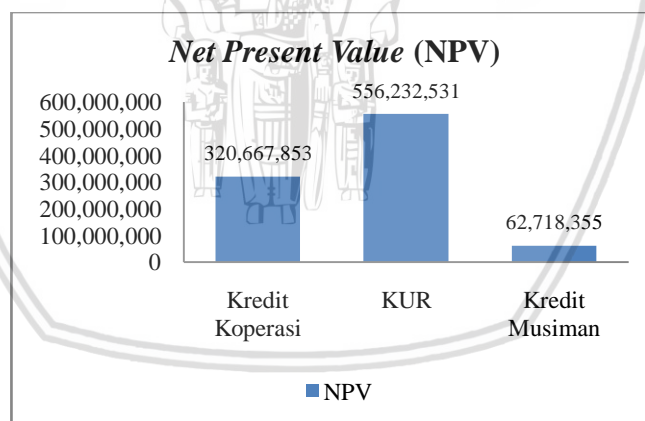 Net Present Value (NPV)
600,000,000
500,000,000
400,000,000
300,000,000
200,000,000
100,000,000
0
320,667,853
556,232,531
62,718,355
Kredit
Koperasi
KUR
Kredit
Musiman
NPV